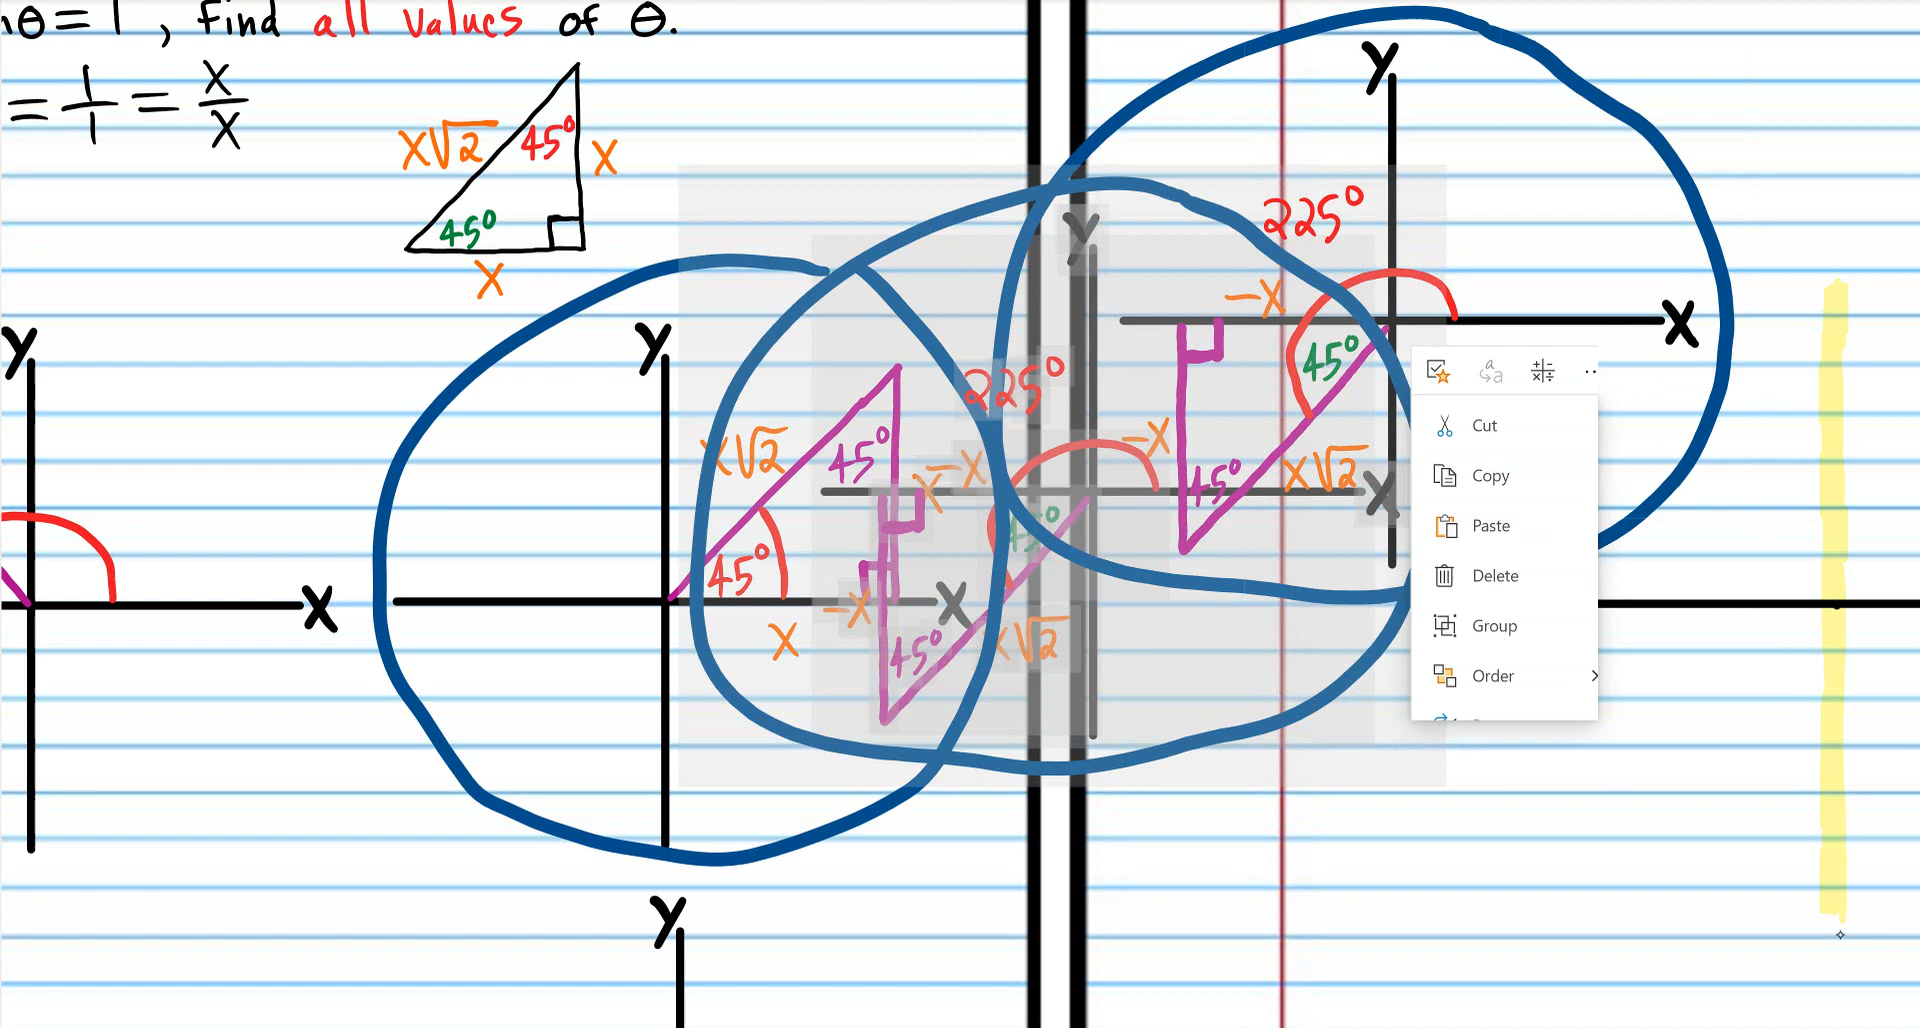 θ = 1 , find all values of θ.
= 1/1 = x/x
x√2 45° x
45°
x
y
x
y
x√2
45°
45°
x
x
y
225°
-x
-x
45°
45°
x√2
x
y
225°
-x
x
45°
-x
45°
x√2
x
y
Cut
Copy
Paste
Delete
Group
Order